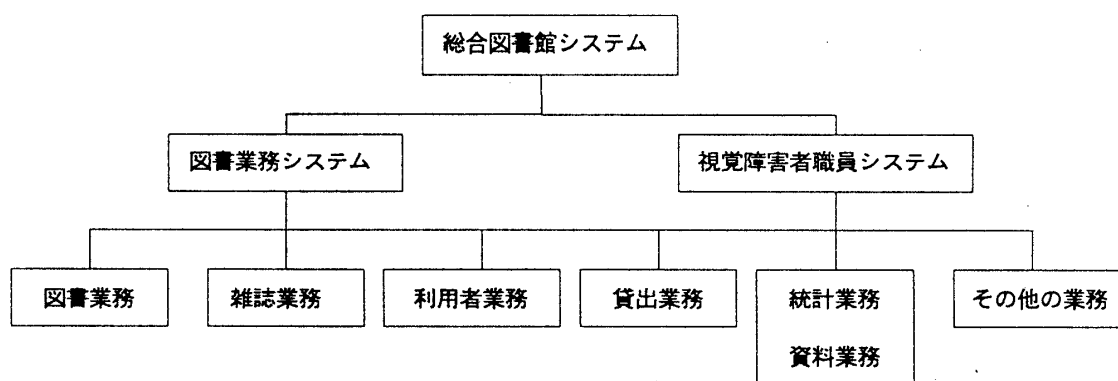 総合図書館システム
図書業務システム
視覚障害者職員システム
図書業務
雑誌業務
利用者業務
貸出業務
統計業務
資料業務
その他の業務